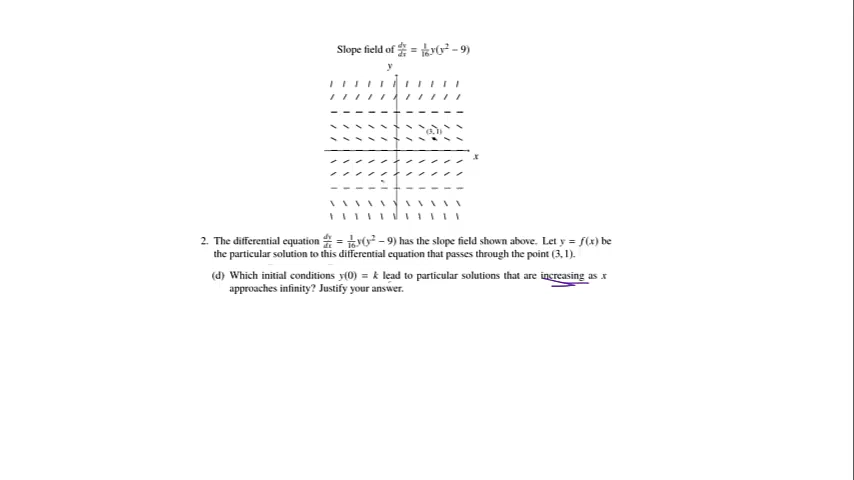 Slope field of dy/dx = 1/16 y(y² − 9)
y
(3, 1)
x
2. The differential equation dy/dx = 1/16 y(y² − 9) has the slope field shown above. Let y = f(x) be
the particular solution to this differential equation that passes through the point (3, 1).
(d) Which initial conditions y(0) = k lead to particular solutions that are increasing as x
approaches infinity? Justify your answer.